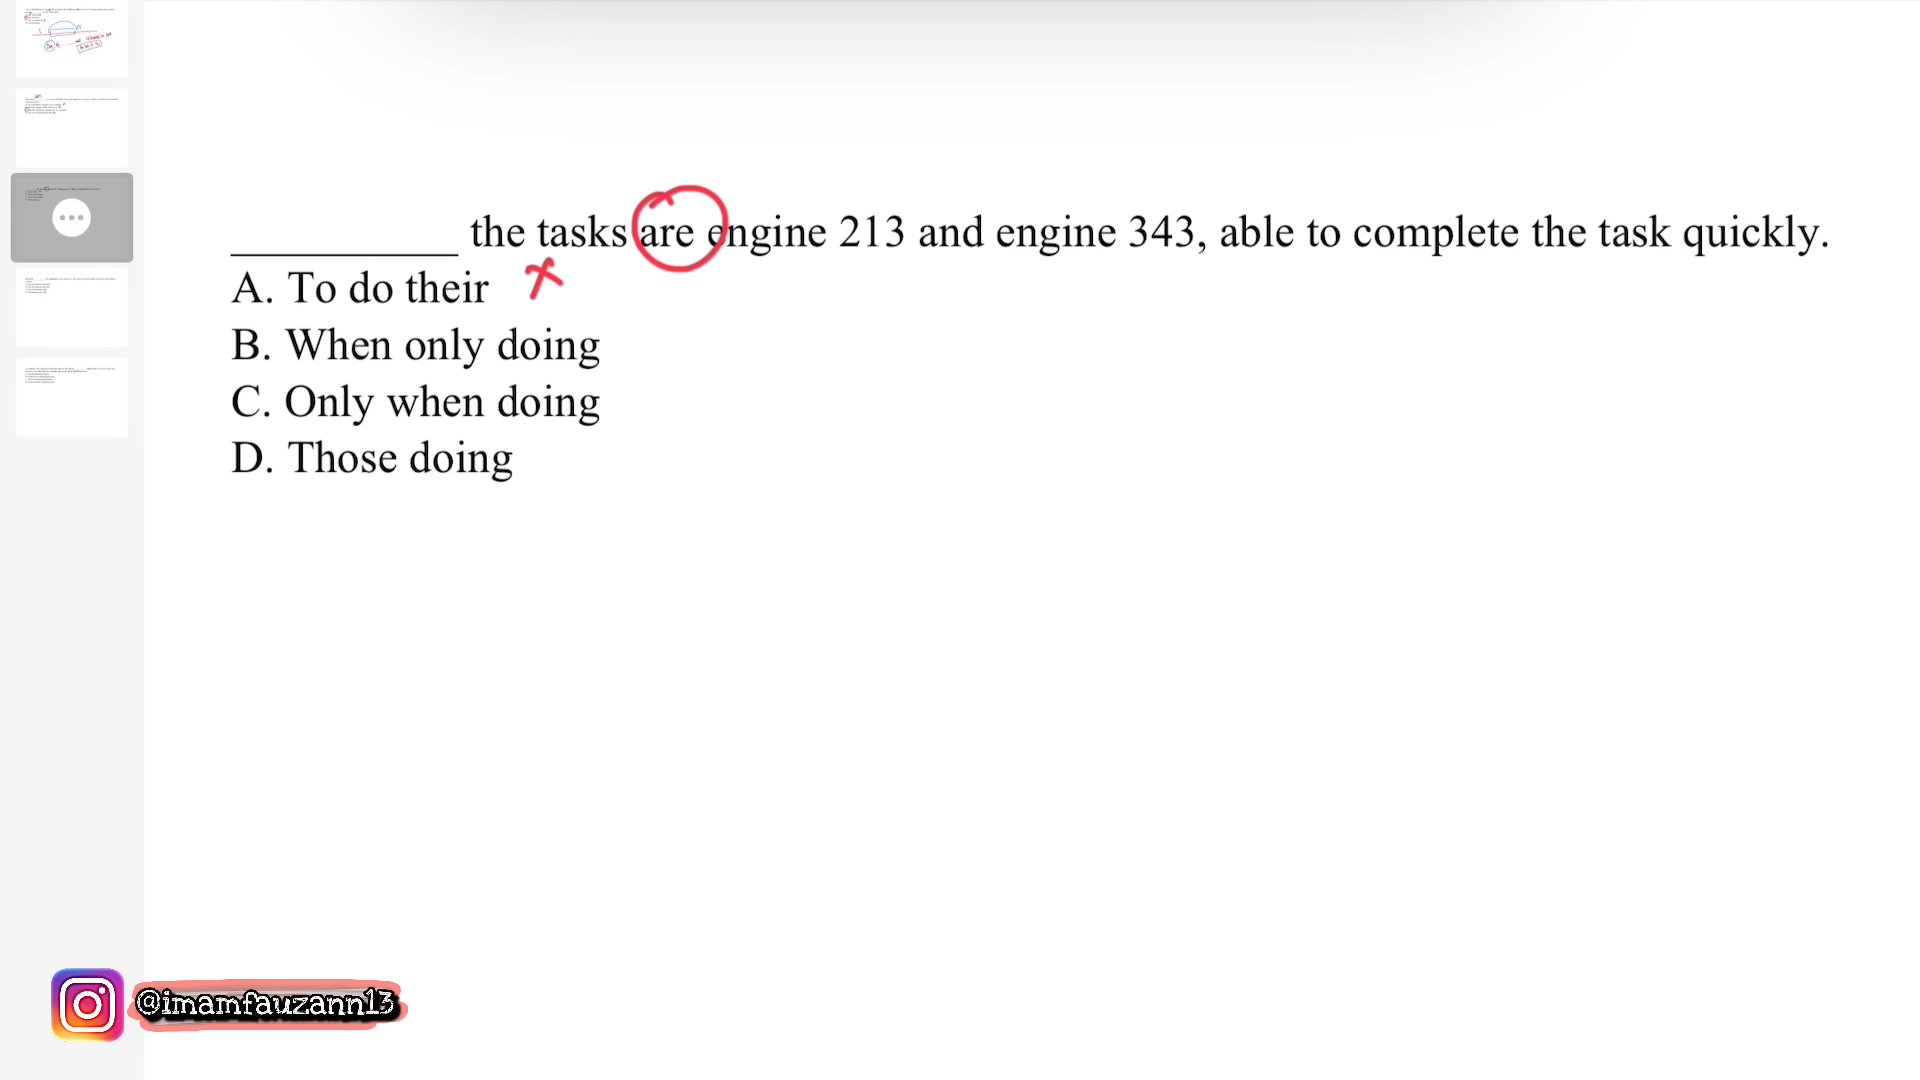 __________ the tasks are engine 213 and engine 343, able to complete the task quickly.
A. To do their
B. When only doing
C. Only when doing
D. Those doing
@imamfauzann13